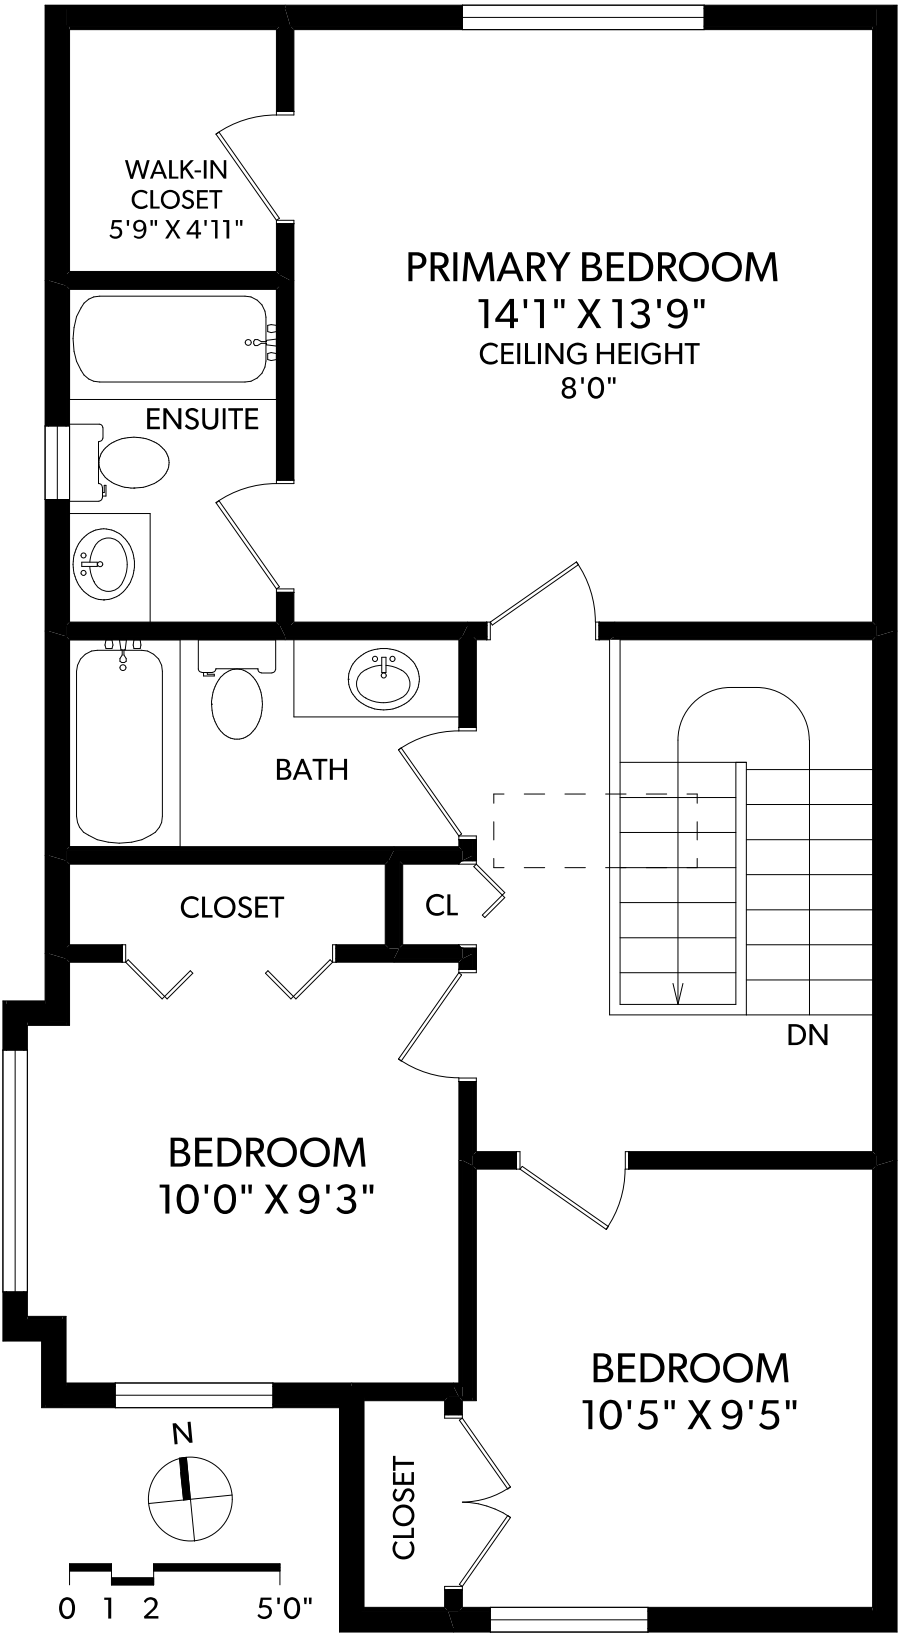 WALK-IN
CLOSET
5'9" X 4'11"
PRIMARY BEDROOM
14'1" X 13'9"
CEILING HEIGHT
8'0"
ENSUITE
BATH
CLOSET
CL
DN
BEDROOM
10'0" X 9'3"
BEDROOM
10'5" X 9'5"
CLOSET
N
0 1 2 5'0"